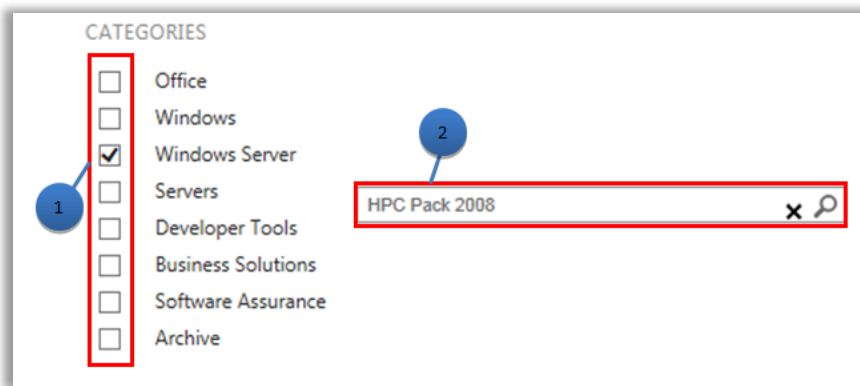 CATEGORIES
Office
Windows
2
Windows Server
1
Servers
HPC Pack 2008
Developer Tools
Business Solutions
Software Assurance
Archive